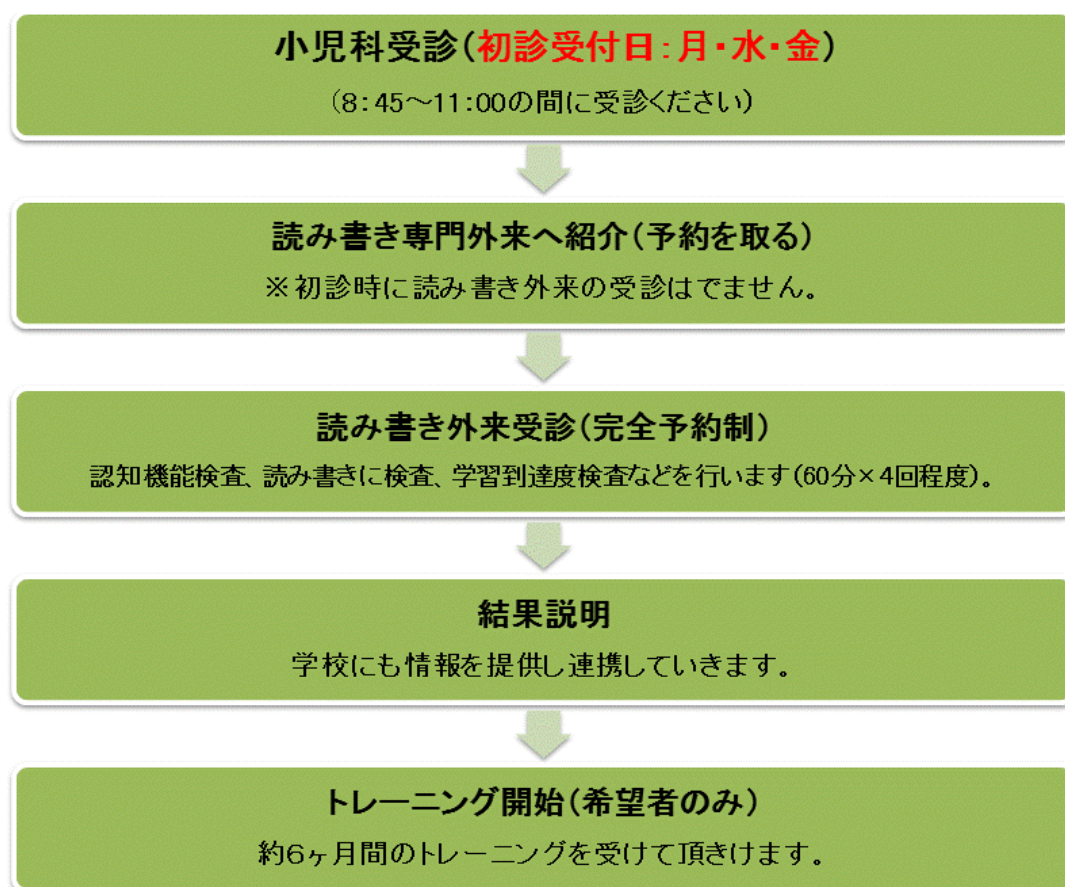 小児科受診(初診受付日:月・水・金)
(8:45～11:00の間に受診ください)
読み書き専門外来へ紹介(予約を取る)
※初診時に読み書き外来の受診はでません。
読み書き外来受診(完全予約制)
認知機能検査、読み書きに検査、学習到達度検査などを行います(60分×4回程度)。
結果説明
学校にも情報を提供し連携していきます。
トレーニング開始(希望者のみ)
約6ヶ月間のトレーニングを受けて頂きけます。